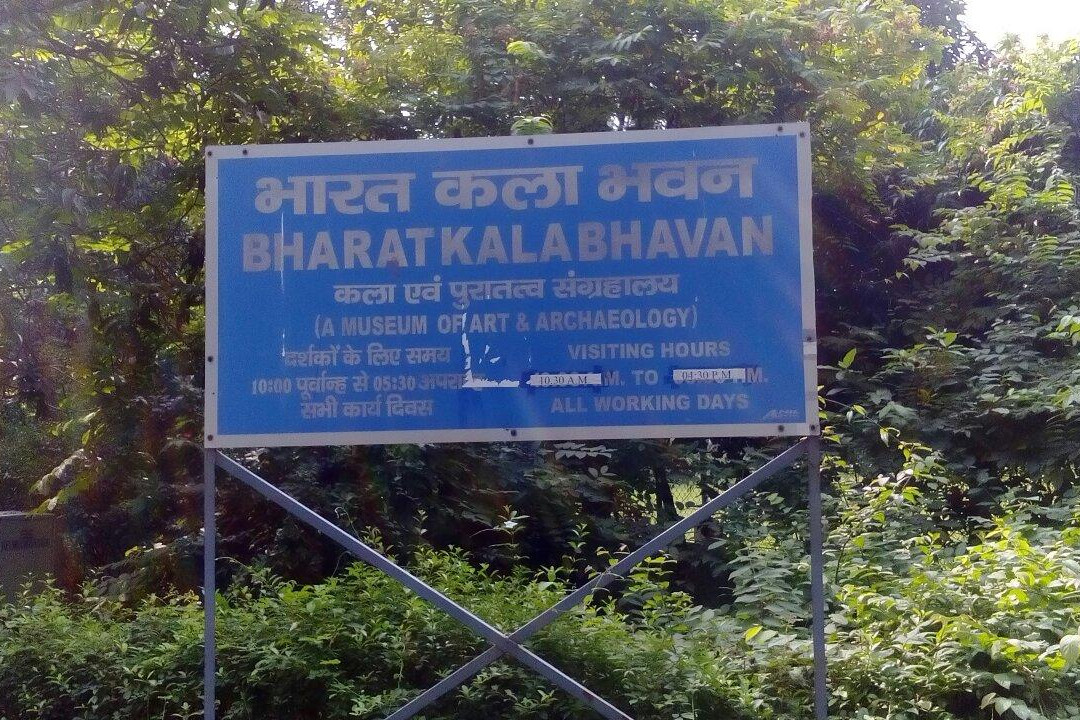 भारत कला भवन
BHARAT KALA BHAVAN
कला एवं पुरातत्व संग्रहालय
(A MUSEUM OF ART & ARCHAEOLOGY)
दर्शकों के लिए समय
10:00 पूर्वान्ह से 05:30
सभी कार्य दिवस
VISITING HOURS
10.30 A.M. M. TO 04:30 P.M. M.
ALL WORKING DAYS